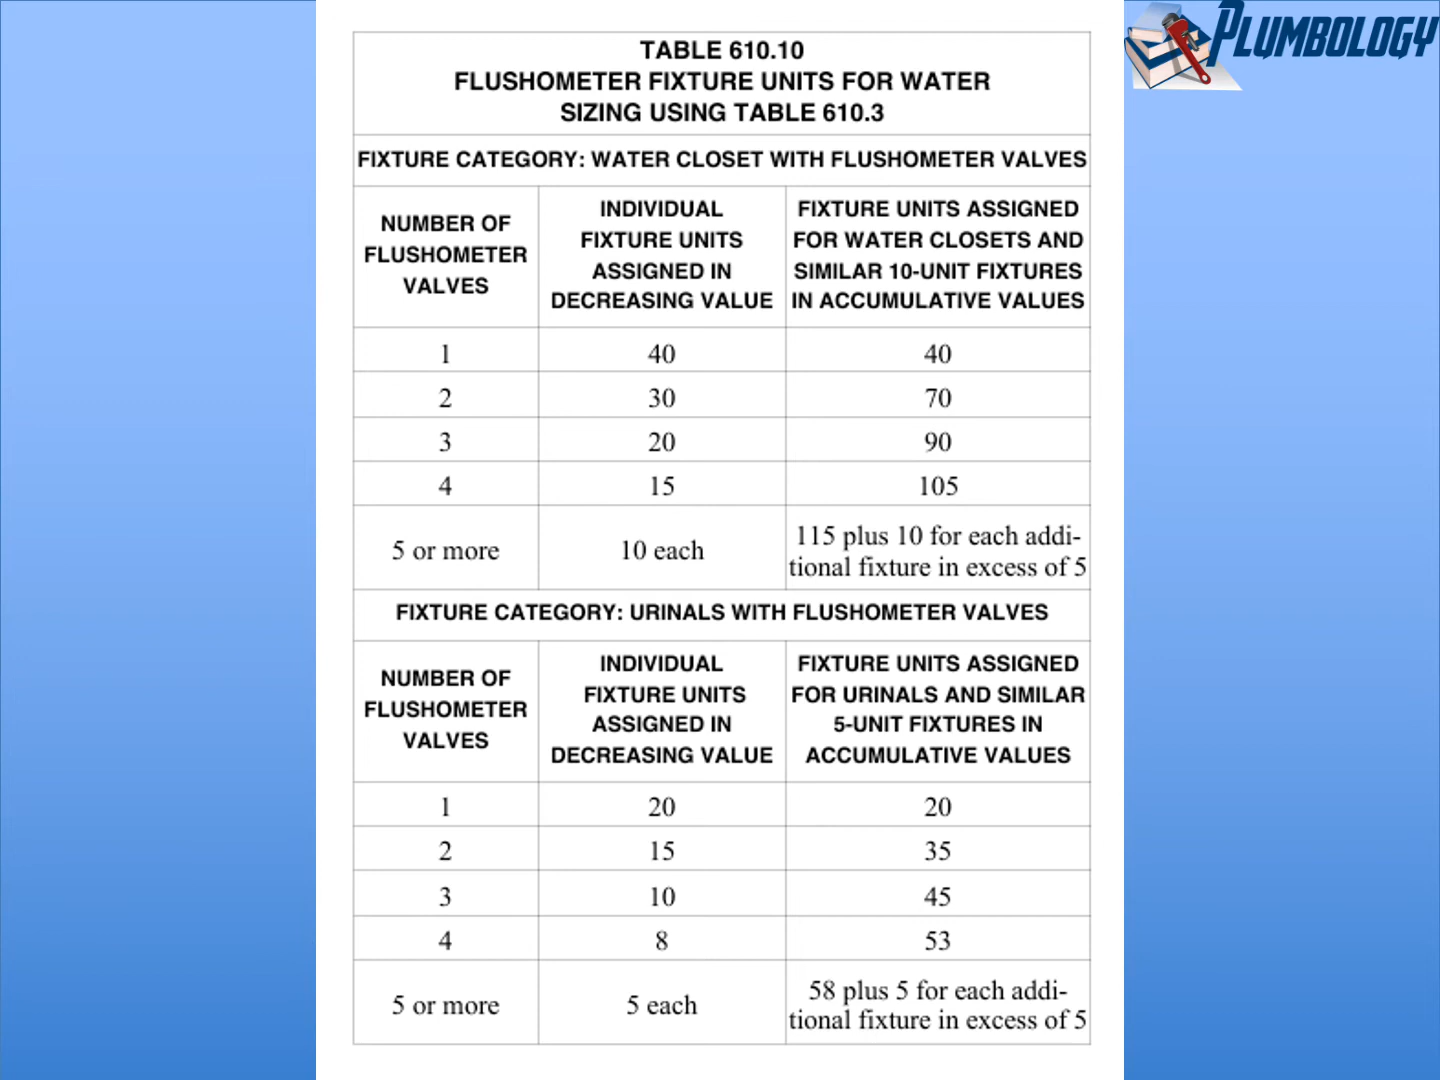 PLUMBOLOGY
TABLE 610.10
FLUSHOMETER FIXTURE UNITS FOR WATER
SIZING USING TABLE 610.3
FIXTURE CATEGORY: WATER CLOSET WITH FLUSHOMETER VALVES
NUMBER OF
FLUSHOMETER
VALVES
INDIVIDUAL
FIXTURE UNITS
ASSIGNED IN
DECREASING VALUE
FIXTURE UNITS ASSIGNED
FOR WATER CLOSETS AND
SIMILAR 10-UNIT FIXTURES
IN ACCUMULATIVE VALUES
1 40 40
2 30 70
3 20 90
4 15 105
5 or more 10 each 115 plus 10 for each addi-
tional fixture in excess of 5
FIXTURE CATEGORY: URINALS WITH FLUSHOMETER VALVES
NUMBER OF
FLUSHOMETER
VALVES
INDIVIDUAL
FIXTURE UNITS
ASSIGNED IN
DECREASING VALUE
FIXTURE UNITS ASSIGNED
FOR URINALS AND SIMILAR
5-UNIT FIXTURES IN
ACCUMULATIVE VALUES
1 20 20
2 15 35
3 10 45
4 8 53
5 or more 5 each 58 plus 5 for each addi-
tional fixture in excess of 5